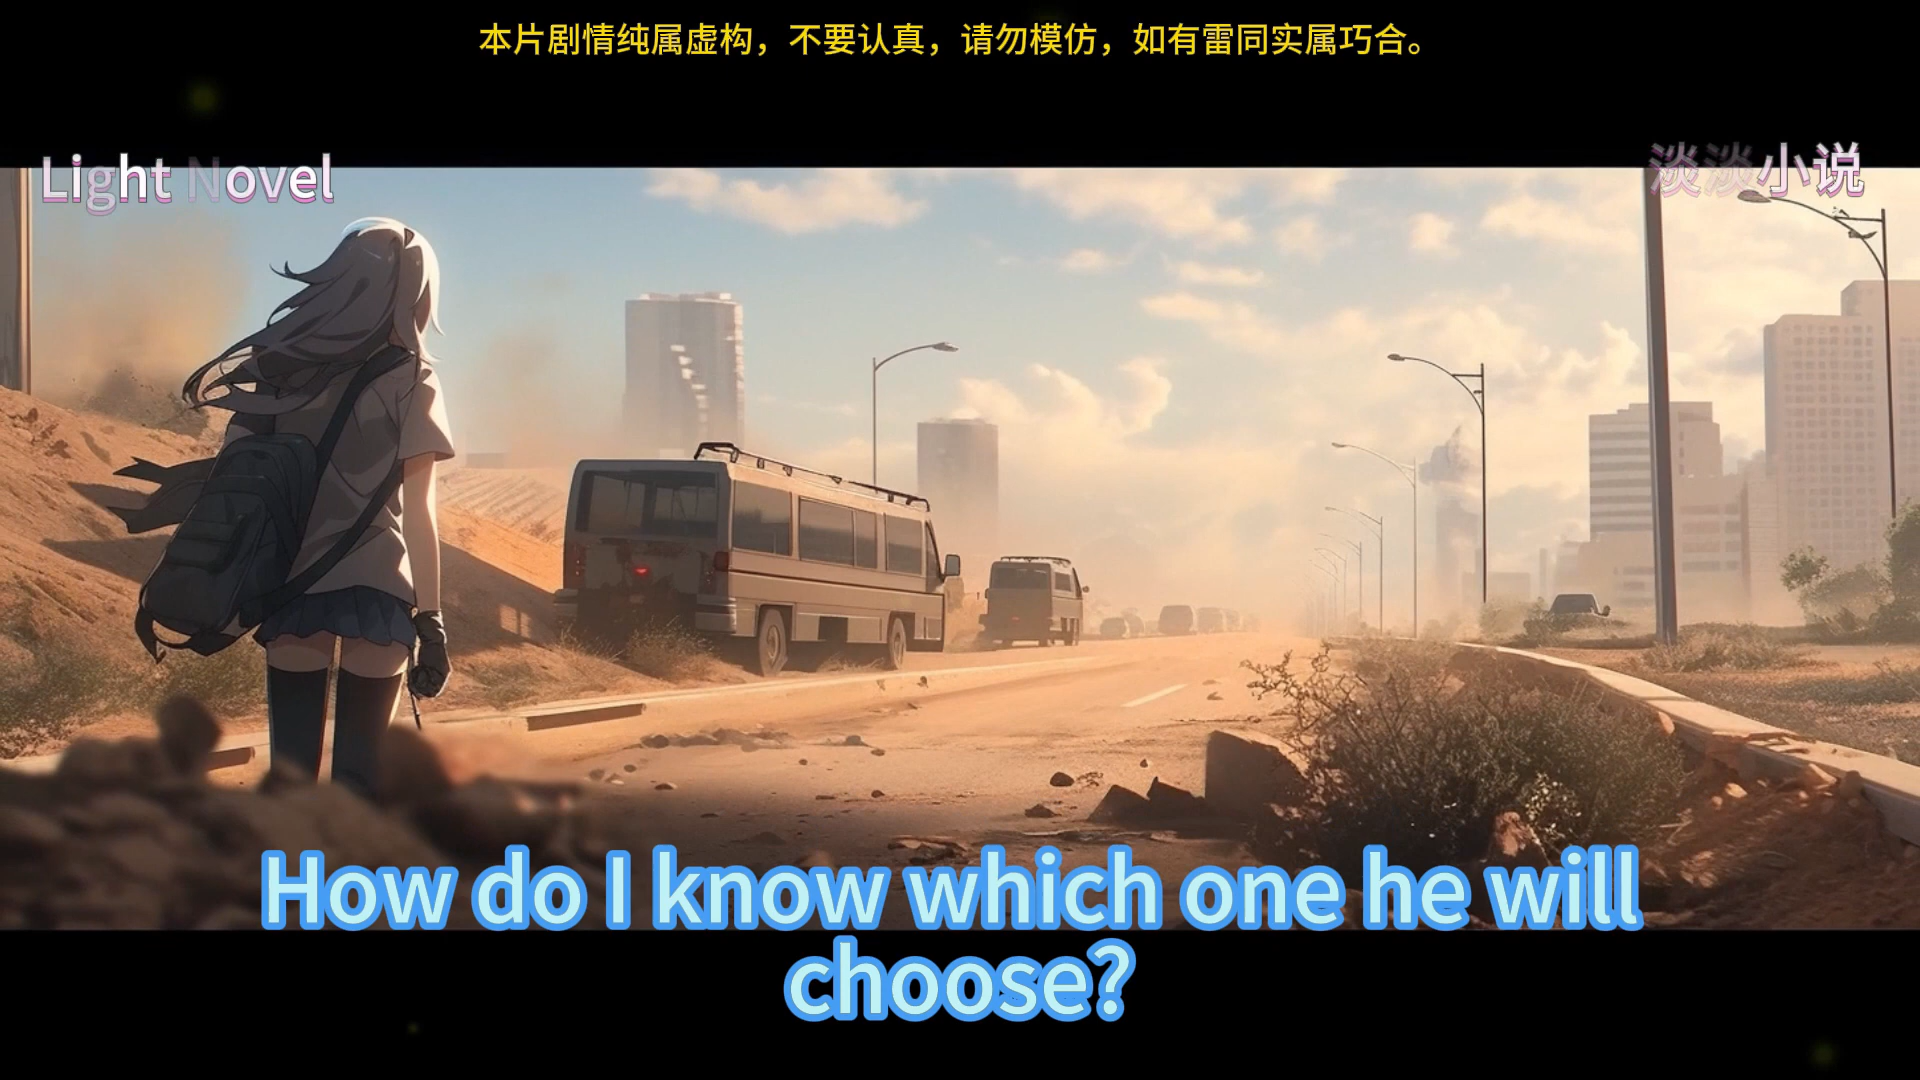 本片剧情纯属虚构，不要认真，请勿模仿，如有雷同实属巧合。
Light Novel
淡淡小说
How do I know which one he will
choose?